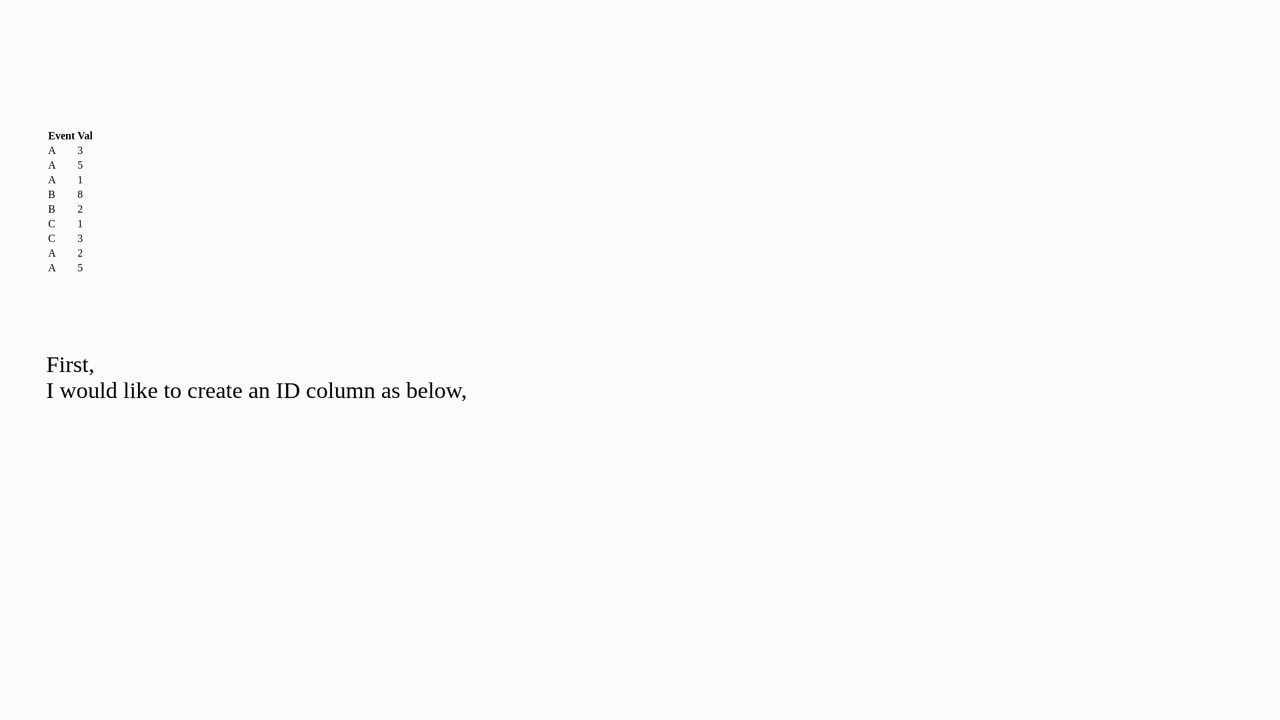 Event Val
A 3
A 5
A 1
B 8
B 2
C 1
C 3
A 2
A 5
First,
I would like to create an ID column as below,